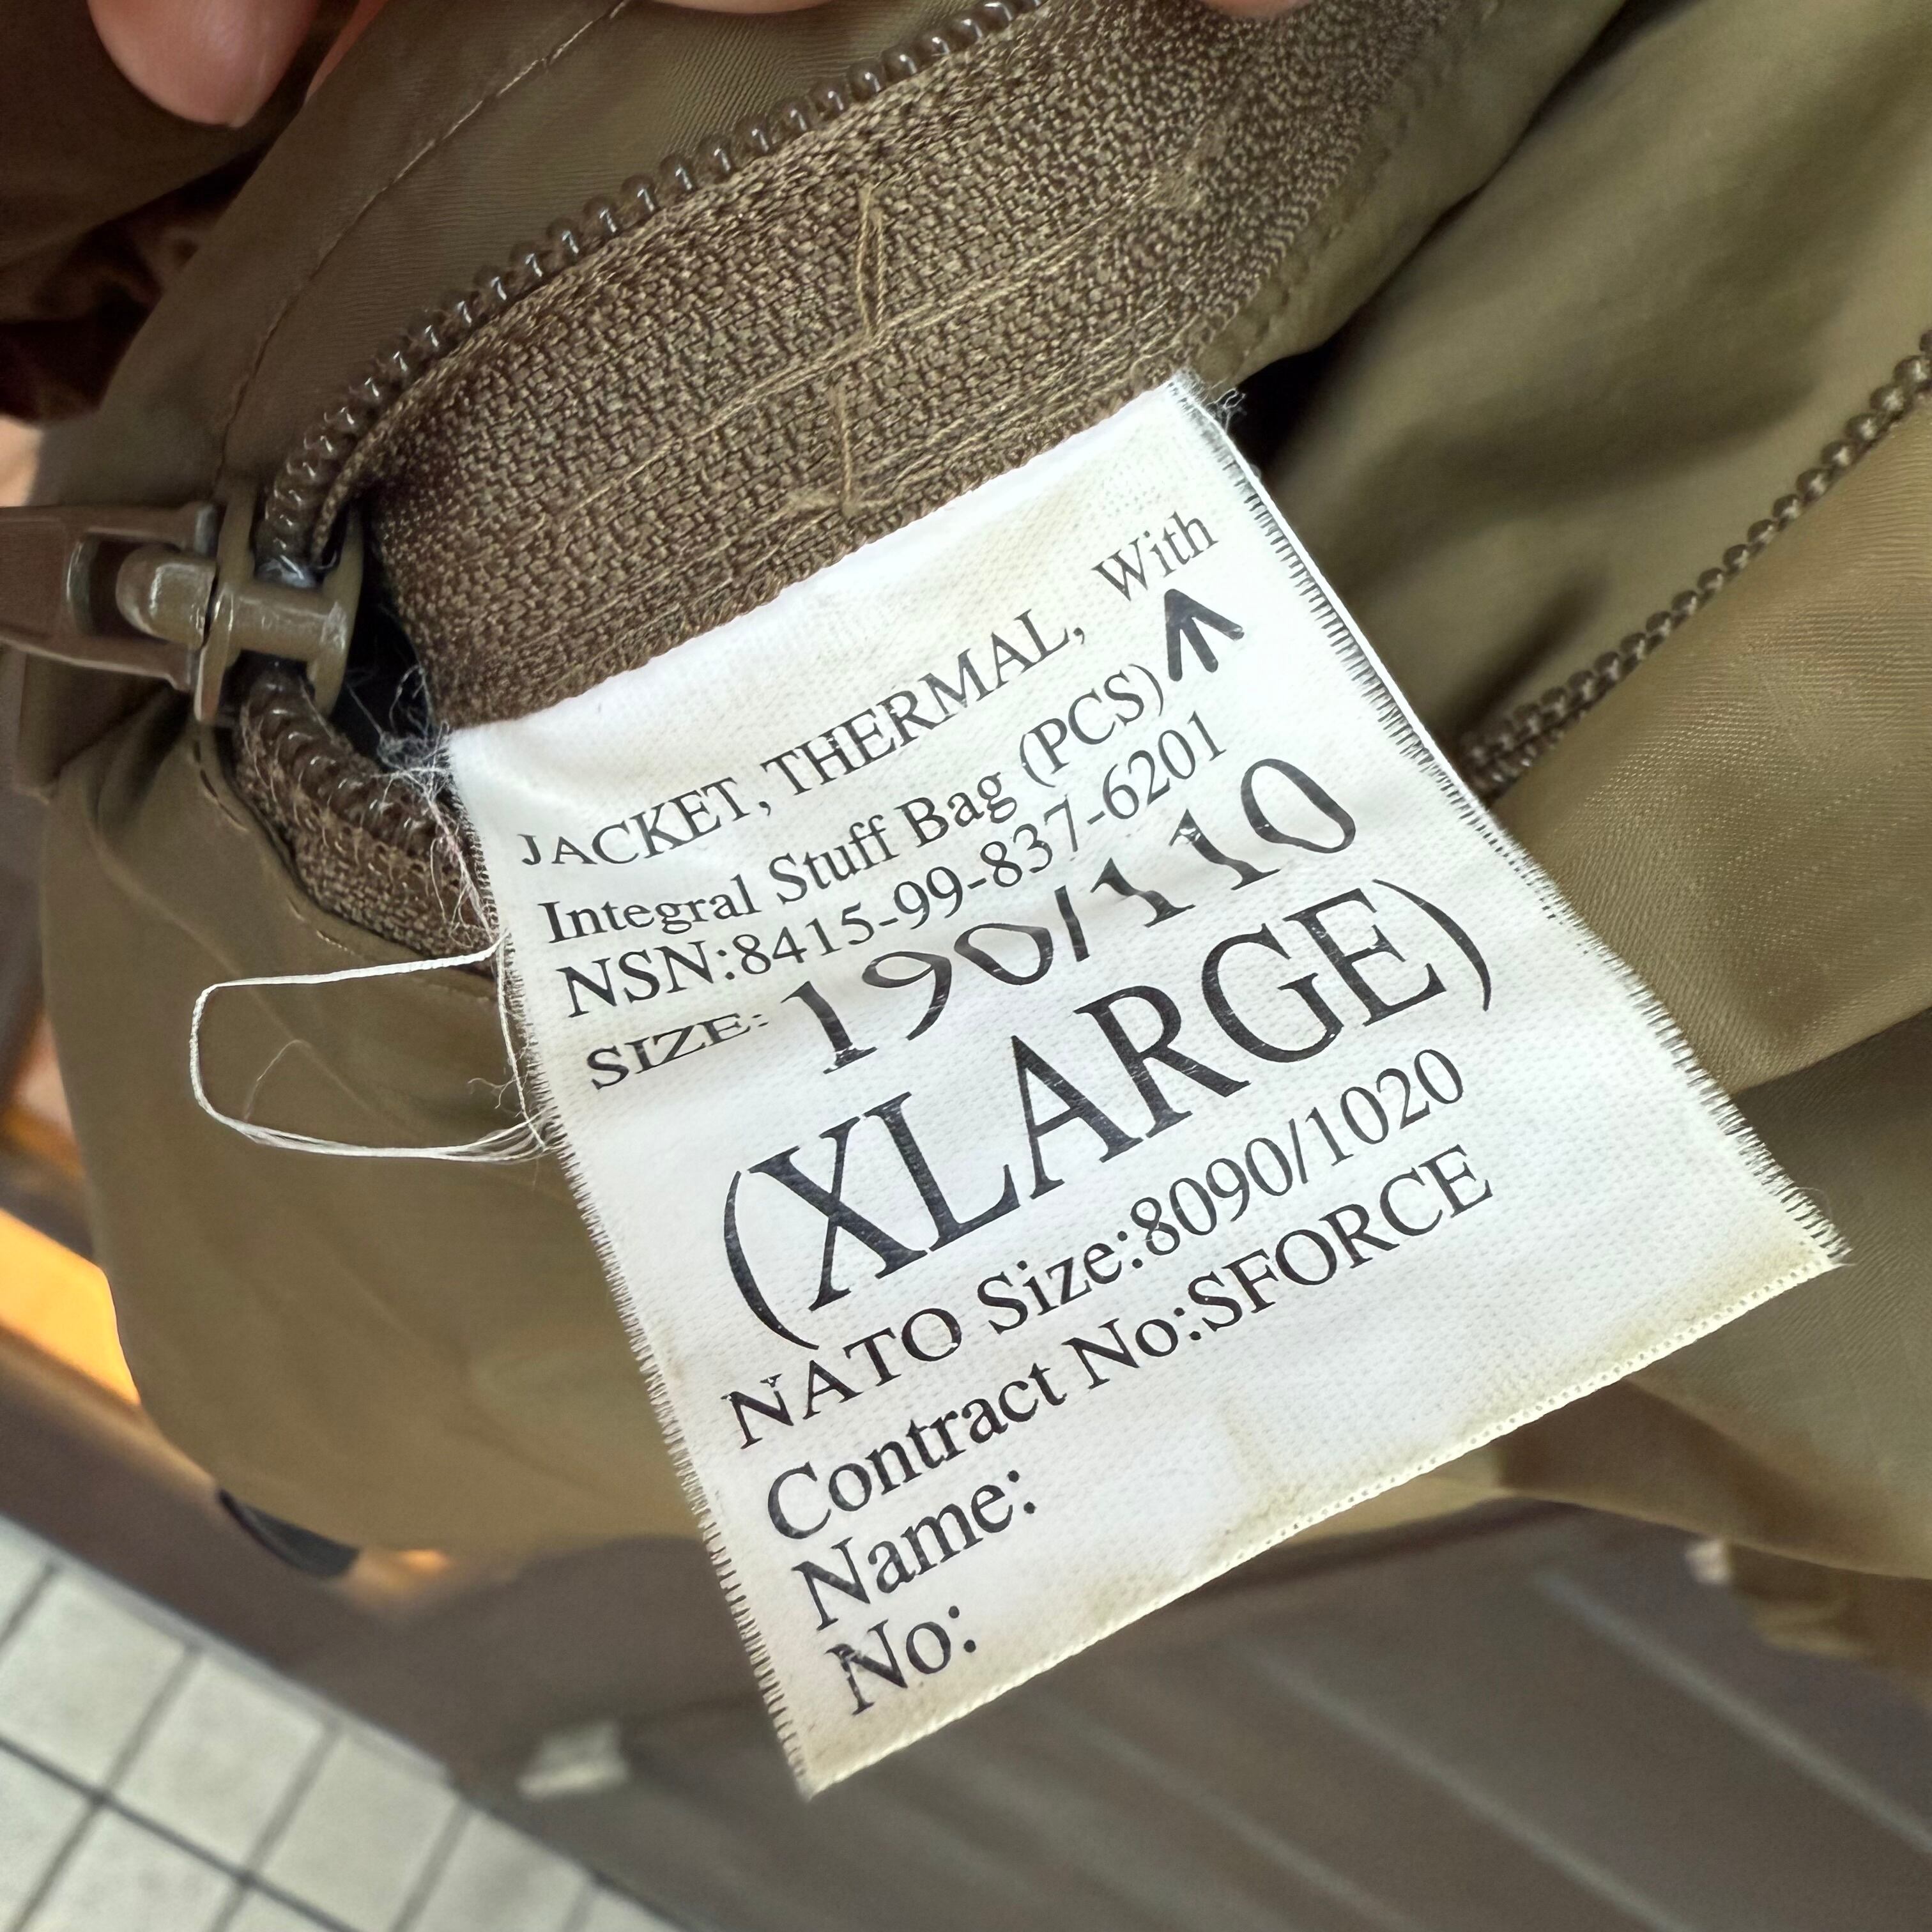 JACKET, THERMAL, With
Integral Stuff Bag (PCS)
NSN:8415-99-837-6201
SIZE: 190/110
(XLARGE)
NATO Size:8090/1020
Contract No:SFORCE
Name:
No: